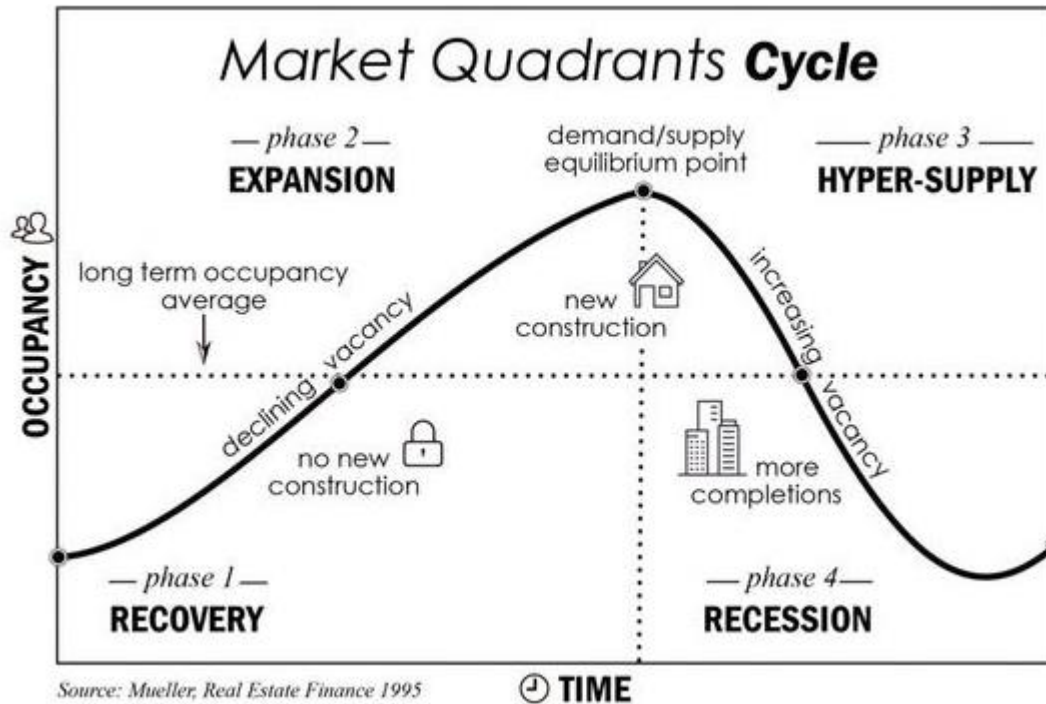 Market Quadrants Cycle
phase 2
EXPANSION
demand/supply
equilibrium point
phase 3
HYPER-SUPPLY
OCCUPANCY
long term occupancy
average
declining vacancy
new
construction
increasing vacancy
no new
construction
more
completions
phase 1
RECOVERY
phase 4
RECESSION
Source: Mueller, Real Estate Finance 1995
TIME